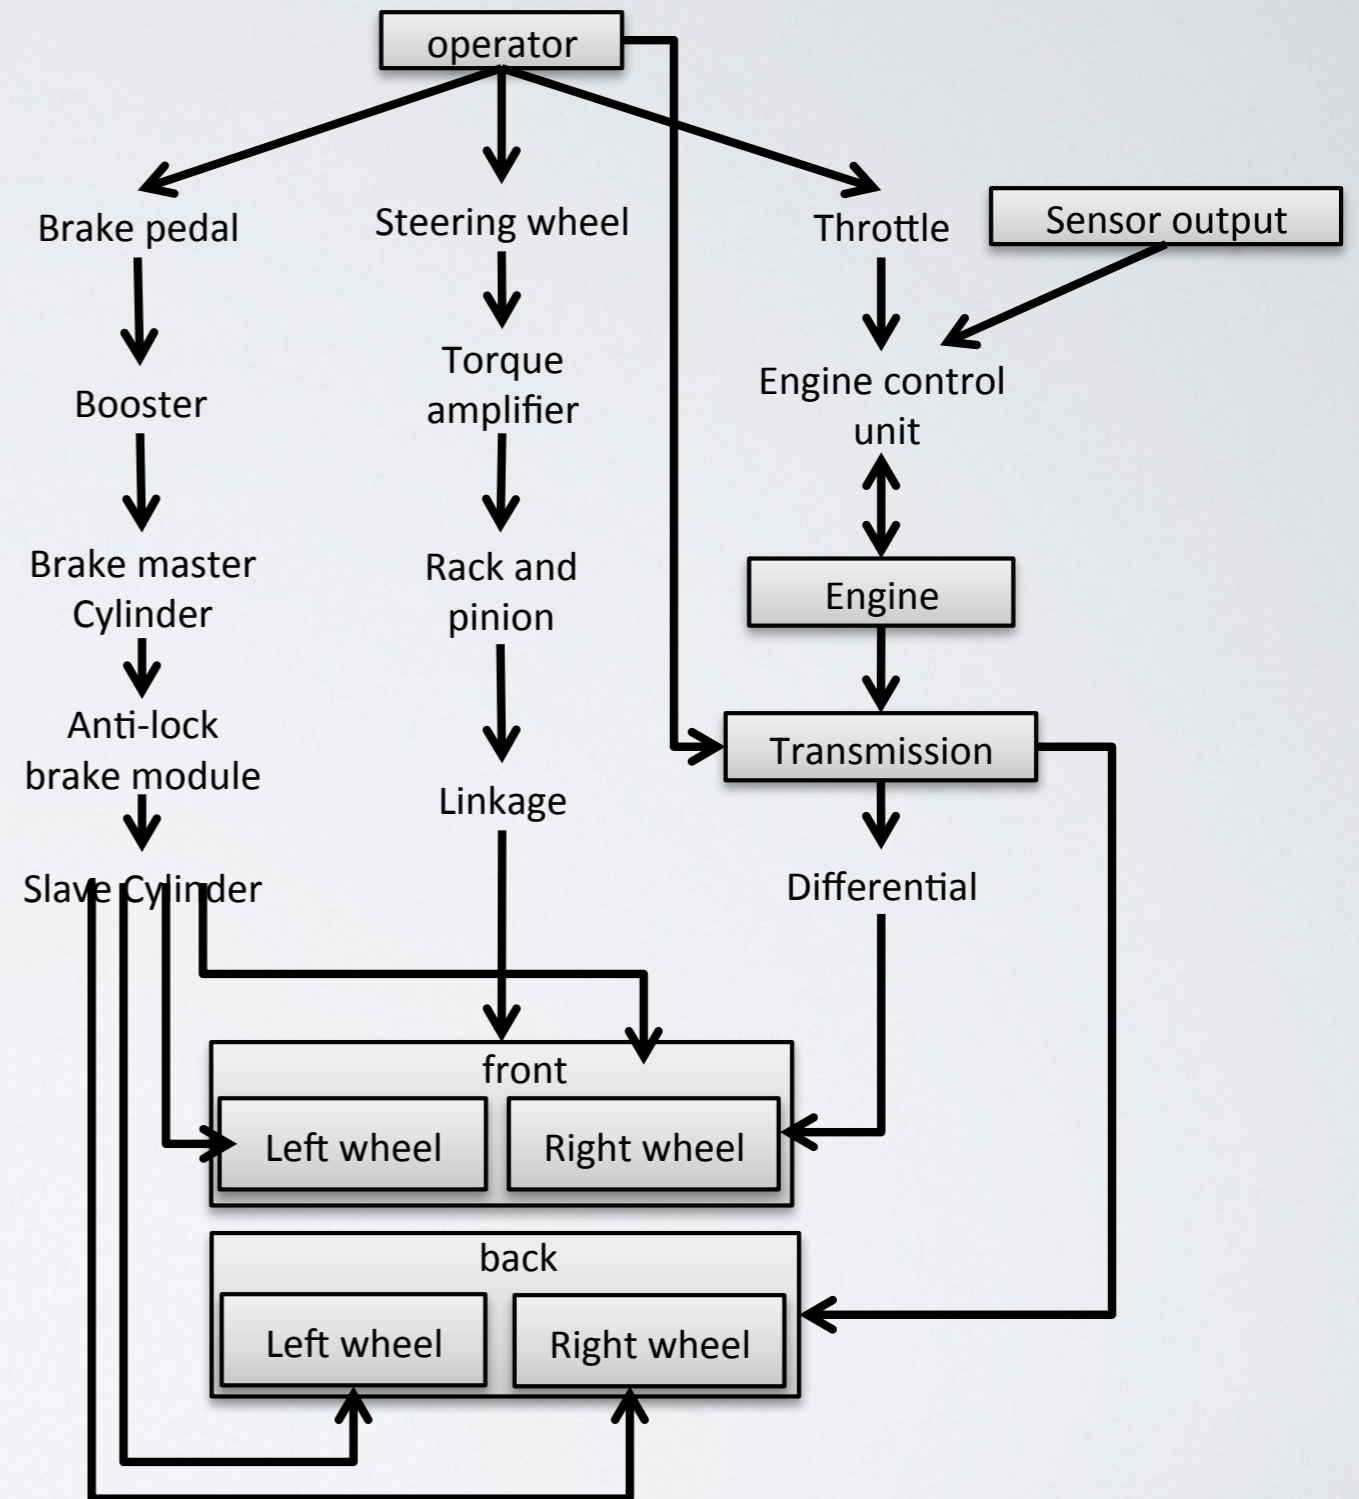 operator
Brake pedal
Steering wheel
Throttle
Sensor output
Booster
Torque
amplifier
Engine control
unit
Brake master
Cylinder
Rack and
pinion
Engine
Anti-lock
brake module
Linkage
Transmission
Slave Cylinder
Differential
front
Left wheel
Right wheel
back
Left wheel
Right wheel